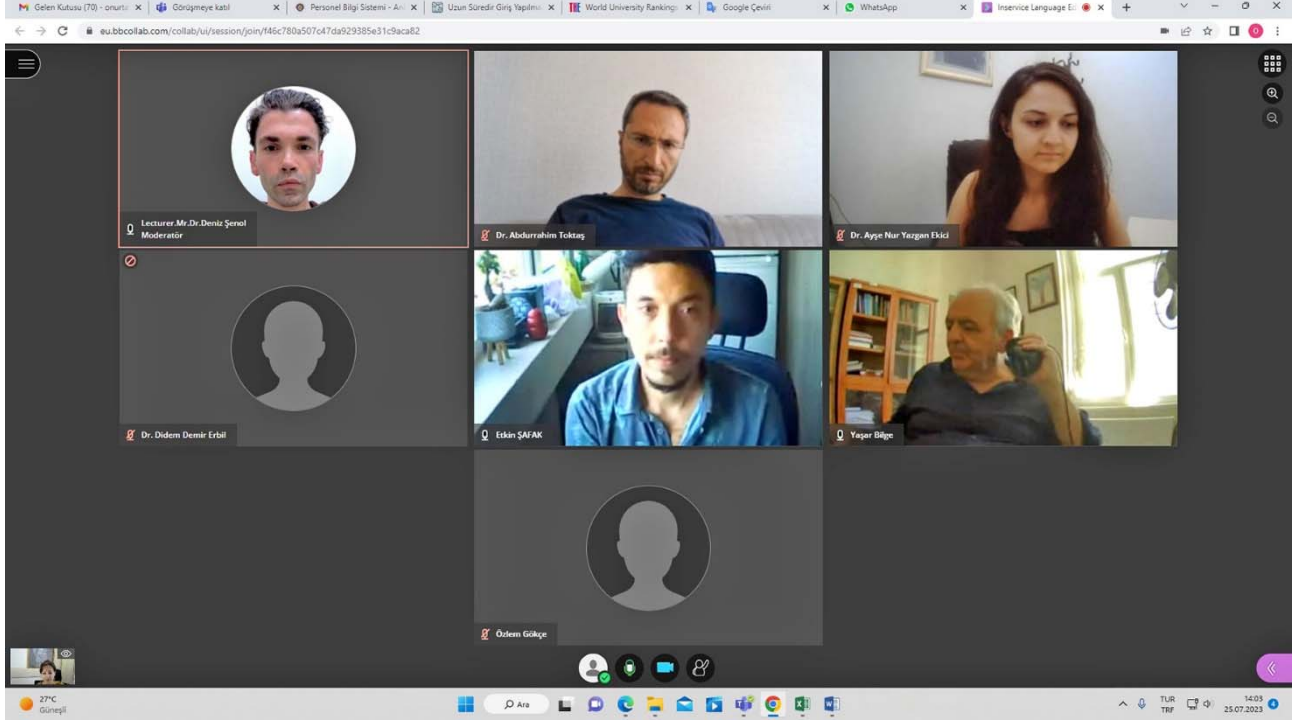 Gelen Kutusu (70) - onurta
Görüşmeye katıl
Personel Bilgi Sistemi - An
Uzun Süredir Giriş Yapılma
World University Rankings
Google Çeviri
WhatsApp
Inservice Language Ed
eu.bbcollab.com/collab/ui/session/join/f46c780a507c47da929385e31c9aca82
Lecturer.Mr.Dr.Deniz Şenol
Moderatör
Dr. Abdurrahim Toktaş
Dr. Ayşe Nur Yazgan Ekici
Dr. Didem Demir Erbil
Etkin ŞAFAK
Yaşar Bilge
Özlem Gökçe
27°C
Güneşli
Ara
TUR
TRF
14:03
25.07.2023
4